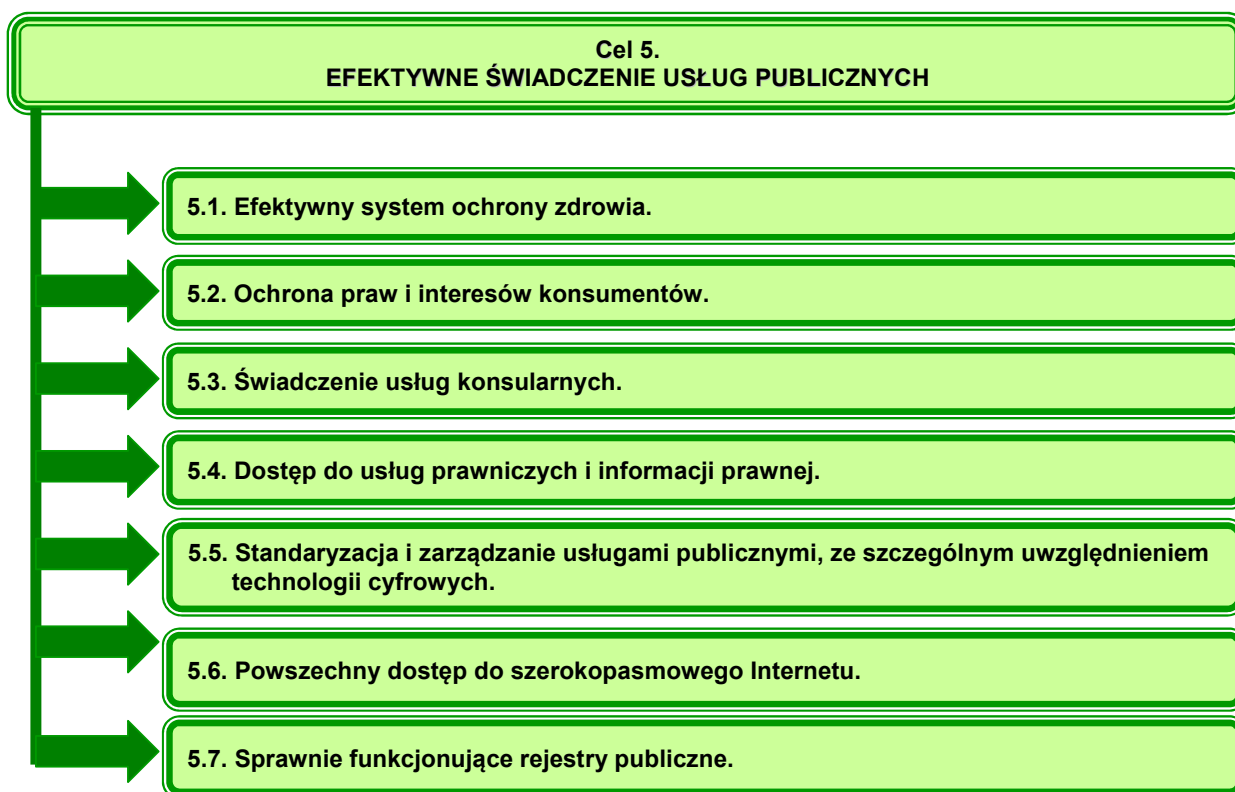 Cel 5.
EFEKTYWNE ŚWIADCZENIE USŁUG PUBLICZNYCH
5.1. Efektywny system ochrony zdrowia.
5.2. Ochrona praw i interesów konsumentów.
5.3. Świadczenie usług konsularnych.
5.4. Dostęp do usług prawniczych i informacji prawnej.
5.5. Standaryzacja i zarządzanie usługami publicznymi, ze szczególnym uwzględnieniem
technologii cyfrowych.
5.6. Powszechny dostęp do szerokopasmowego Internetu.
5.7. Sprawnie funkcjonujące rejestry publiczne.